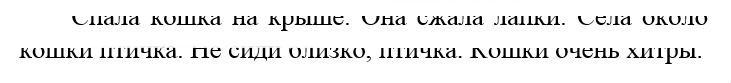 Спала кошка на крыше. Она сжала лапки. Села около
кошки птичка. Не сиди близко, птичка. Кошки очень хитры.